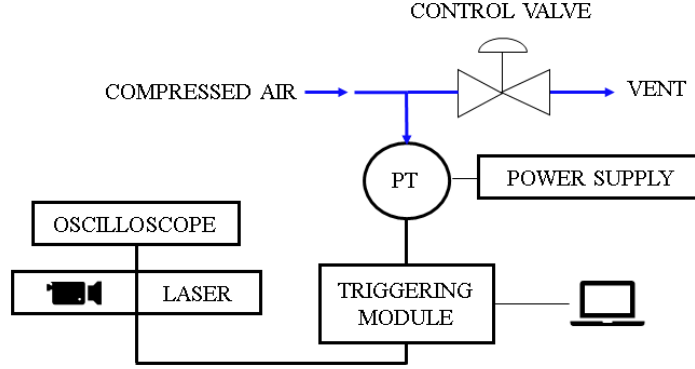 CONTROL VALVE
COMPRESSED AIR
VENT
PT
POWER SUPPLY
OSCILLOSCOPE
LASER
TRIGGERING
MODULE